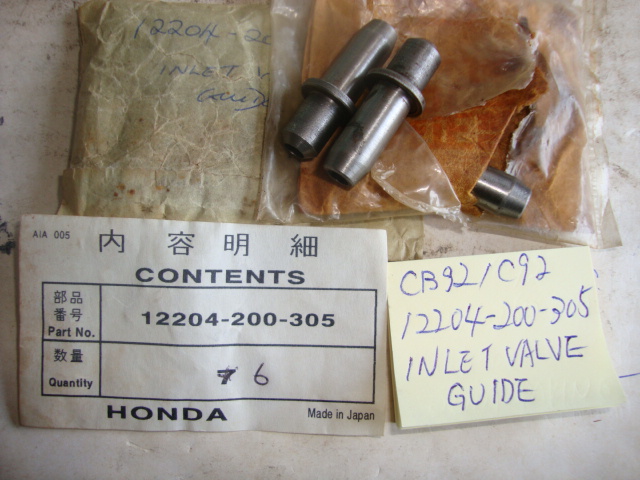 12204-20
INLET V
GUIDE
AIA 005
内容明細
CONTENTS
部品
番号
Part No.
12204-200-305
数量
Quantity
6
HONDA
Made in Japan
CB92/C92
12204-200-305
INLET VALVE
GUIDE